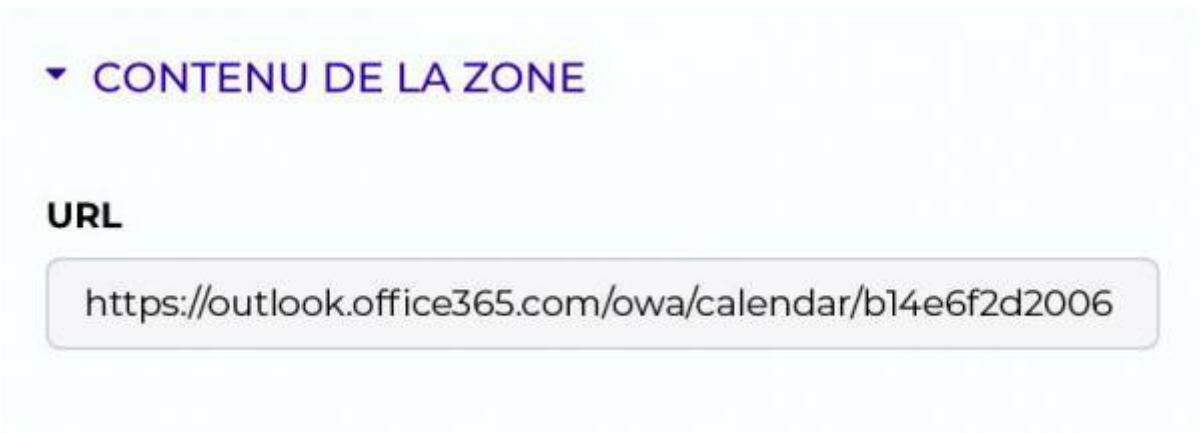 CONTENU DE LA ZONE
URL
https://outlook.office365.com/owa/calendar/b14e6f2d2006